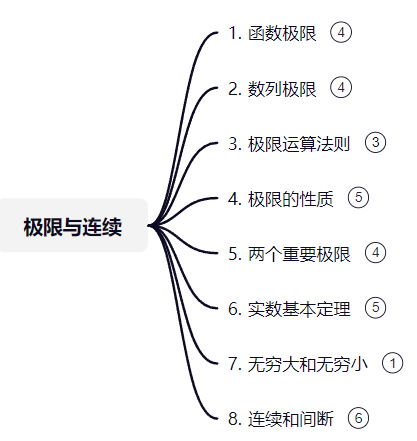 极限与连续
1. 函数极限 4
2. 数列极限 4
3. 极限运算法则 3
4. 极限的性质 5
5. 两个重要极限 4
6. 实数基本定理 5
7. 无穷大和无穷小 1
8. 连续和间断 6